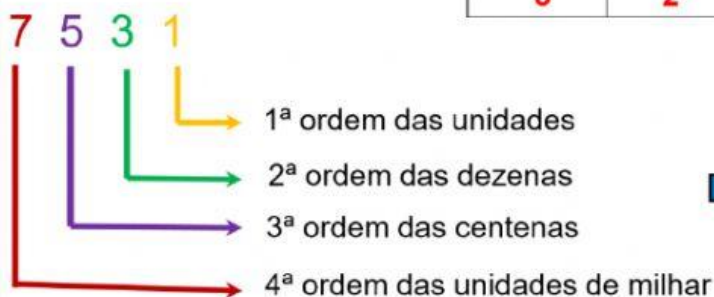 7 5 3 1
1ª ordem das unidades
2ª ordem das dezenas
3ª ordem das centenas
4ª ordem das unidades de milhar